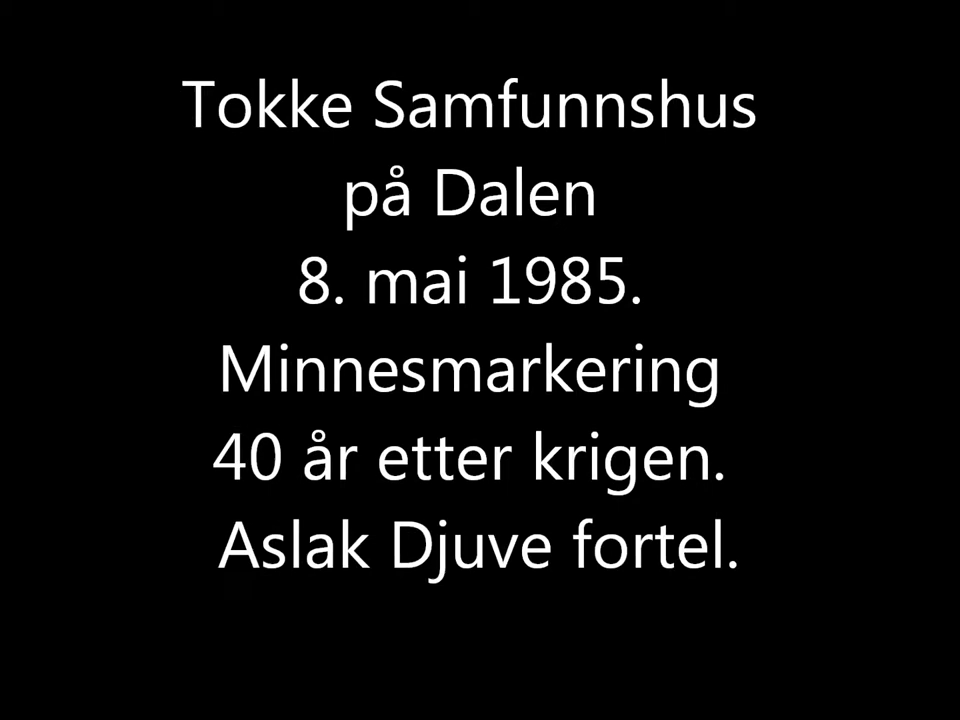 Tokke Samfunnshus
på Dalen
8. mai 1985.
Minnesmarkering
40 år etter krigen.
Aslak Djuve fortel.